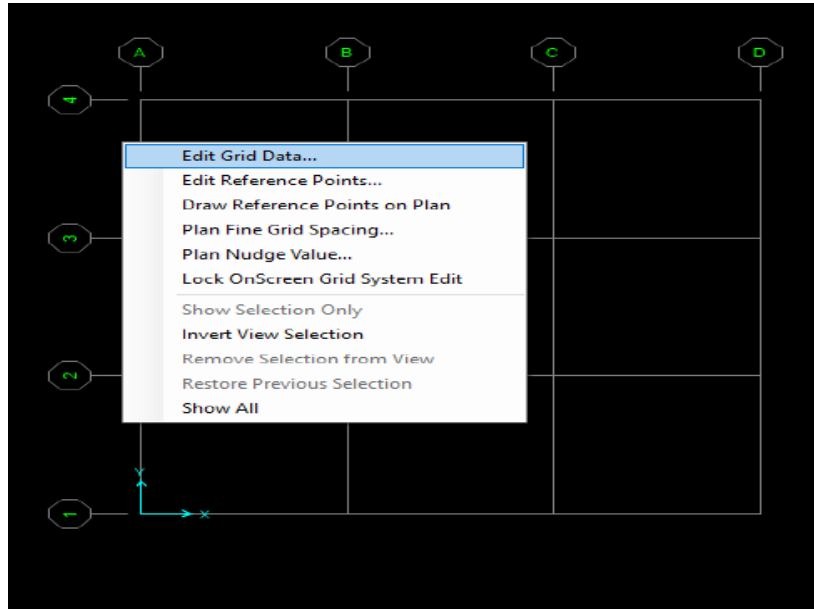 A B C D
4
Edit Grid Data...
Edit Reference Points...
Draw Reference Points on Plan
Plan Fine Grid Spacing...
3
Plan Nudge Value...
Lock OnScreen Grid System Edit
Show Selection Only
Invert View Selection
Remove Selection from View
2
Restore Previous Selection
Show All
Y
1
X